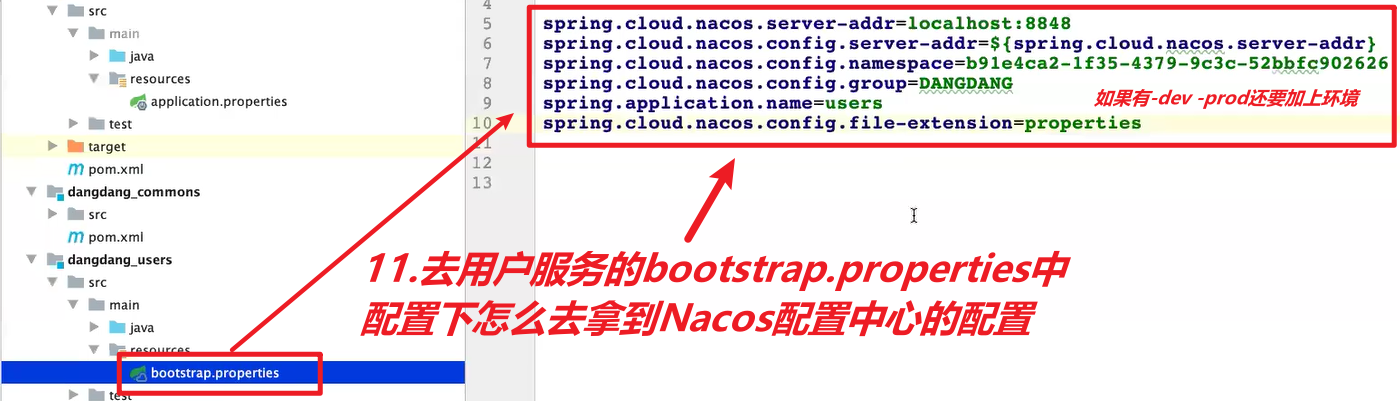 src
main
java
resources
application.properties
test
target
pom.xml
dangdang_commons
src
pom.xml
dangdang_users
src
main
java
resources
bootstrap.properties
test
4
5 spring.cloud.nacos.server-addr=localhost:8848
6 spring.cloud.nacos.config.server-addr=${spring.cloud.nacos.server-addr}
7 spring.cloud.nacos.config.namespace=b91e4ca2-1f35-4379-9c3c-52bbfc902626
8 spring.cloud.nacos.config.group=DANGDANG
9 spring.application.name=users
如果有-dev -prod还要加上环境
10 spring.cloud.nacos.config.file-extension=properties
11
12
13
11.去用户服务的bootstrap.properties中
配置下怎么去拿到Nacos配置中心的配置